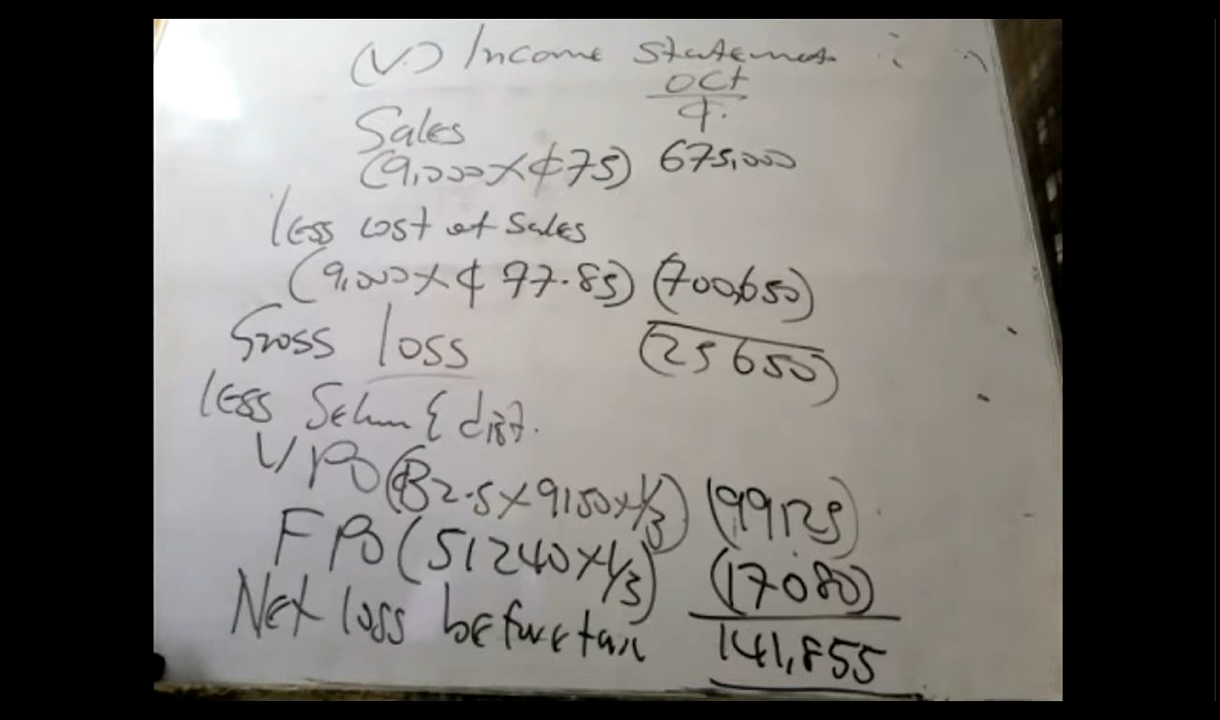 (V.) Income Statement
Oct
¢
Sales
(9,000 × ¢75) 675,000
less cost of Sales
(9,000 × ¢ 77.85) (700,650)
Gross loss (25650)
less & dist.
VPO (¢32.5 × 9150 × 1/3) (99125)
FPO (51240 × 1/3) (17080)
Net loss before tax 141,855